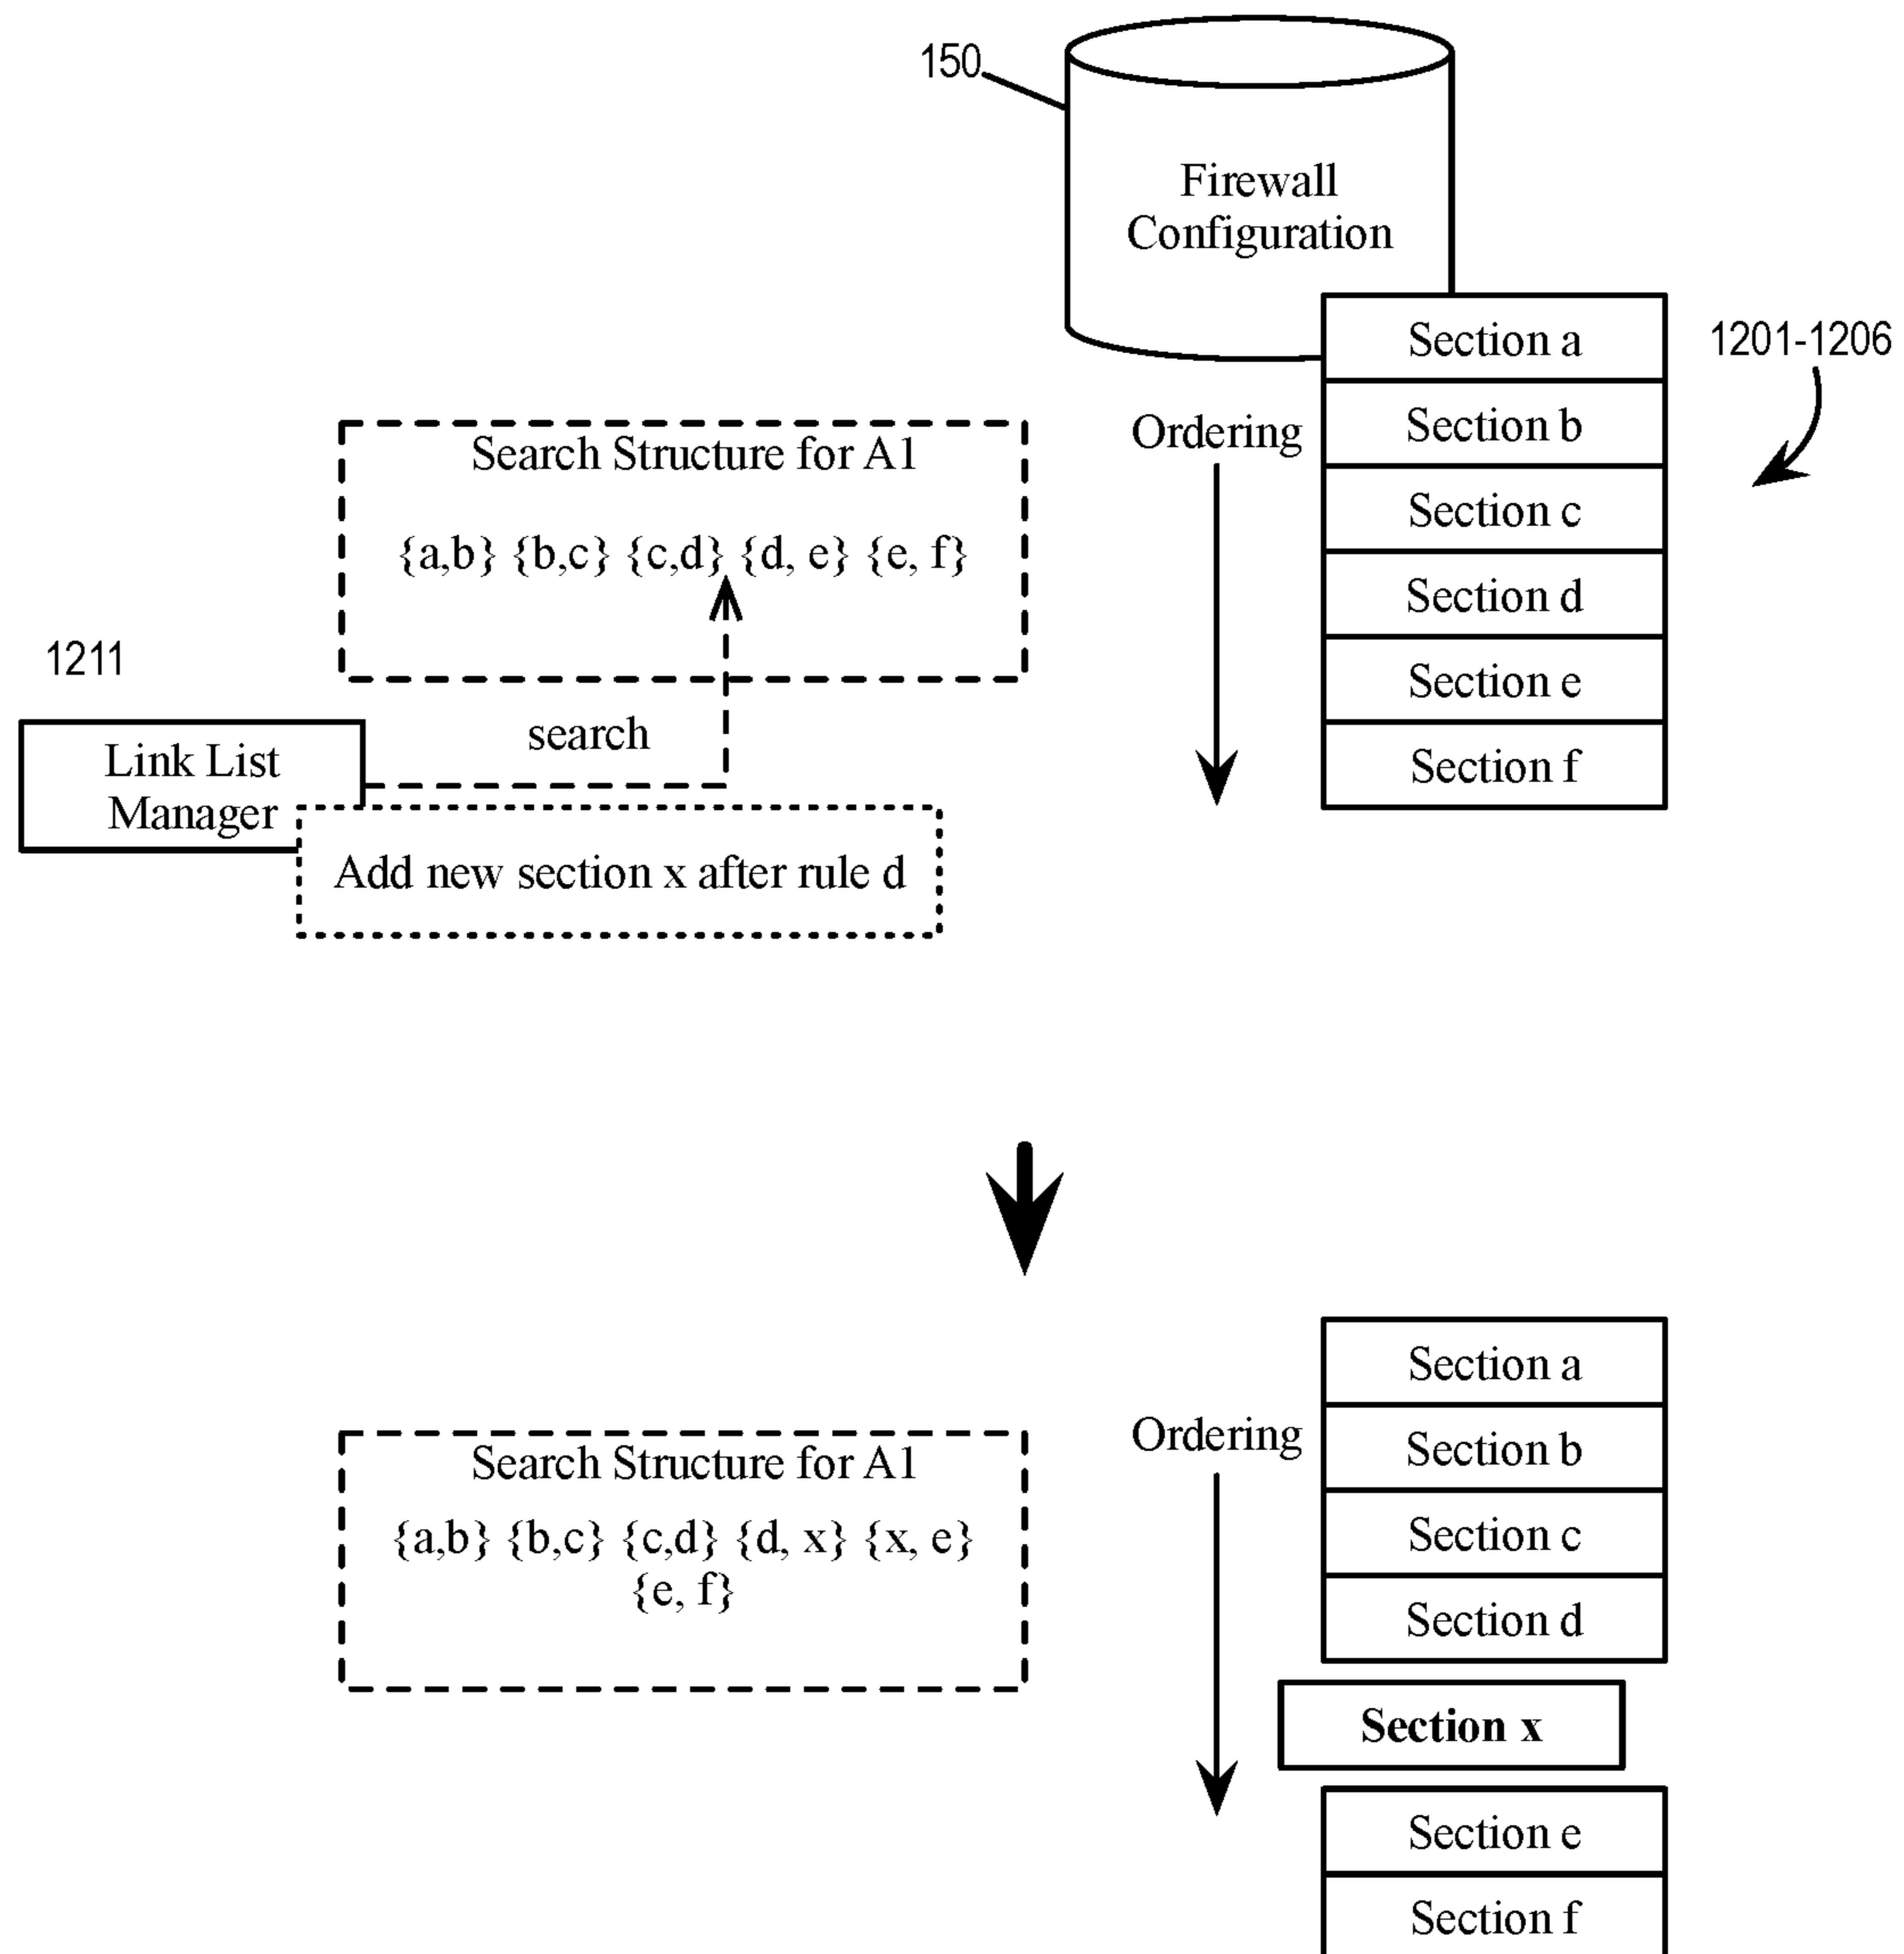 150
Firewall
Configuration
Section a
1201-1206
Ordering
Section b
Search Structure for A1
Section c
{a,b} {b,c} {c,d} {d, e} {e, f}
Section d
1211
Section e
search
Link List
Manager
Section f
Add new section x after rule d
Section a
Ordering
Section b
Search Structure for A1
{a,b} {b,c} {c,d} {d, x} {x, e}
{e, f}
Section c
Section d
Section x
Section e
Section f